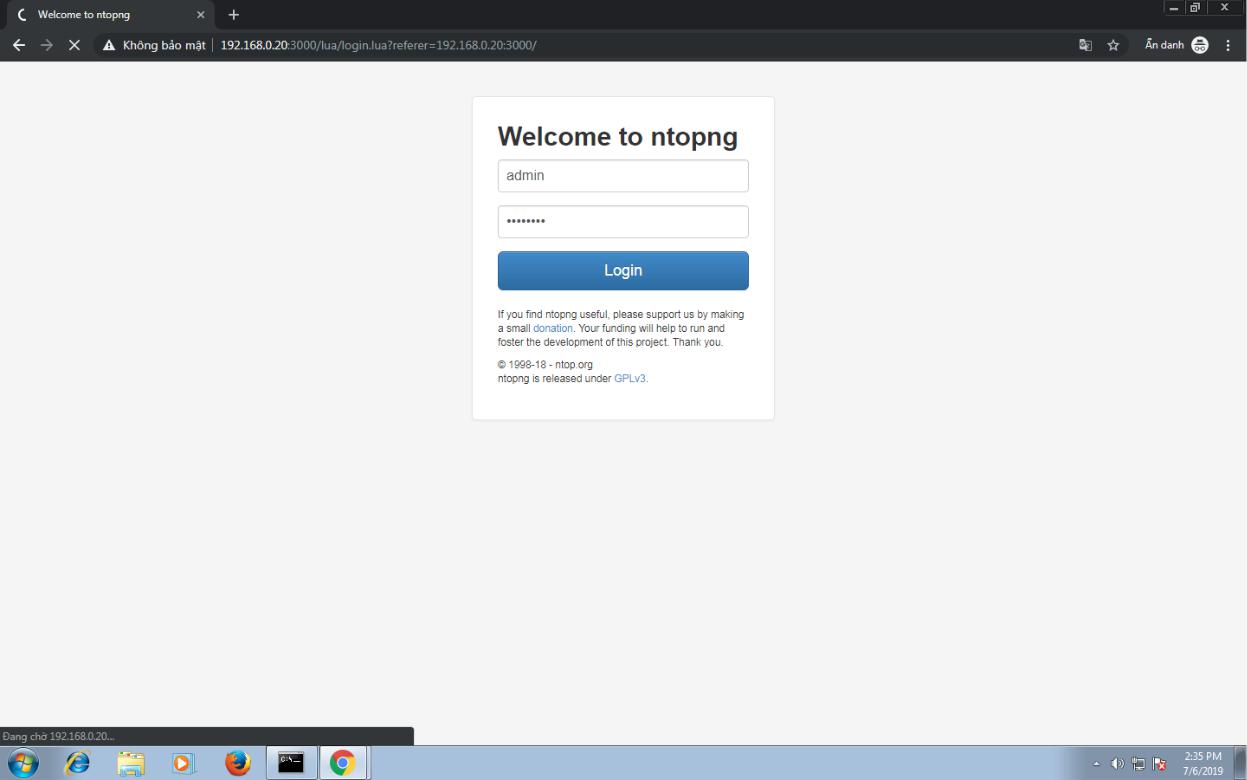 Welcome to ntopng
Không bảo mật 192.168.0.20:3000/lua/login.lua?referer=192.168.0.20:3000/
Ẩn danh
Welcome to ntopng
admin
••••••••
Login
If you find ntopng useful, please support us by making
a small donation. Your funding will help to run and
foster the development of this project. Thank you.
© 1998-18 - ntop.org
ntopng is released under GPLv3.
Đang chờ 192.168.0.20...
2:35 PM
7/6/2019